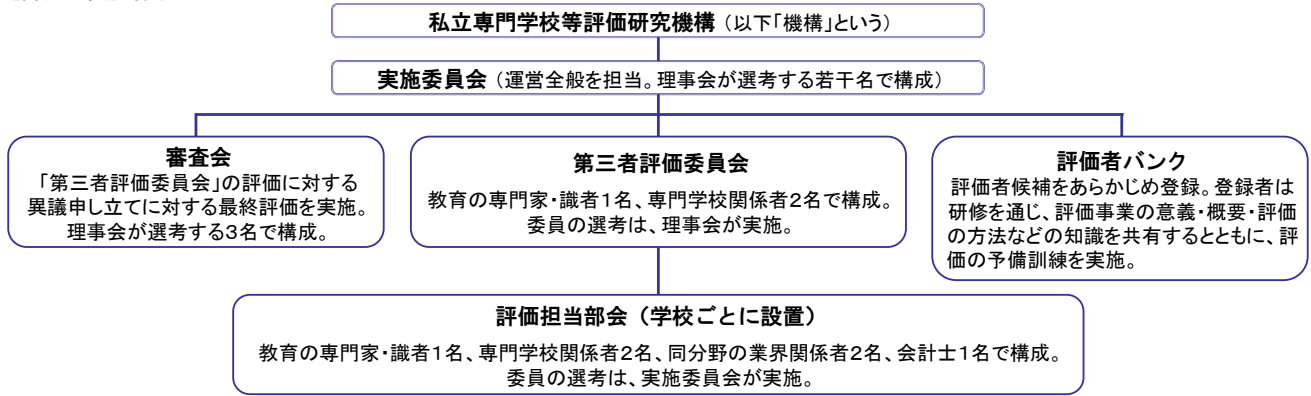 私立専門学校等評価研究機構（以下「機構」という）
実施委員会（運営全般を担当。理事会が選考する若干名で構成）
審査会
「第三者評価委員会」の評価に対する
異議申し立てに対する最終評価を実施。
理事会が選考する3名で構成。
第三者評価委員会
教育の専門家・識者1名、専門学校関係者2名で構成。
委員の選考は、理事会が実施。
評価者バンク
評価者候補をあらかじめ登録。登録者は
研修を通じ、評価事業の意義・概要・評価
の方法などの知識を共有するとともに、評
価の予備訓練を実施。
評価担当部会（学校ごとに設置）
教育の専門家・識者1名、専門学校関係者2名、同分野の業界関係者2名、会計士1名で構成。
委員の選考は、実施委員会が実施。